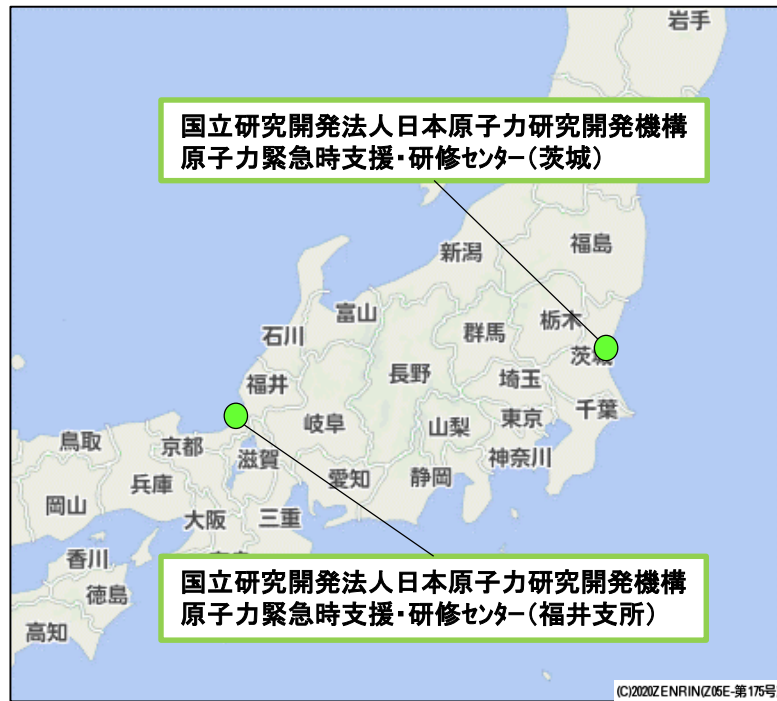 岩手
国立研究開発法人日本原子力研究開発機構
原子力緊急時支援・研修センター（茨城）
新潟
福島
富山
石川
群馬
栃木
茨城
長野
福井
埼玉
岐阜
山梨
東京
千葉
鳥取
京都
滋賀
神奈川
兵庫
愛知
静岡
岡山
大阪
三重
香川
国立研究開発法人日本原子力研究開発機構
原子力緊急時支援・研修センター（福井支所）
徳島
高知
(C)2020ZENRIN(Z05E-第175号)